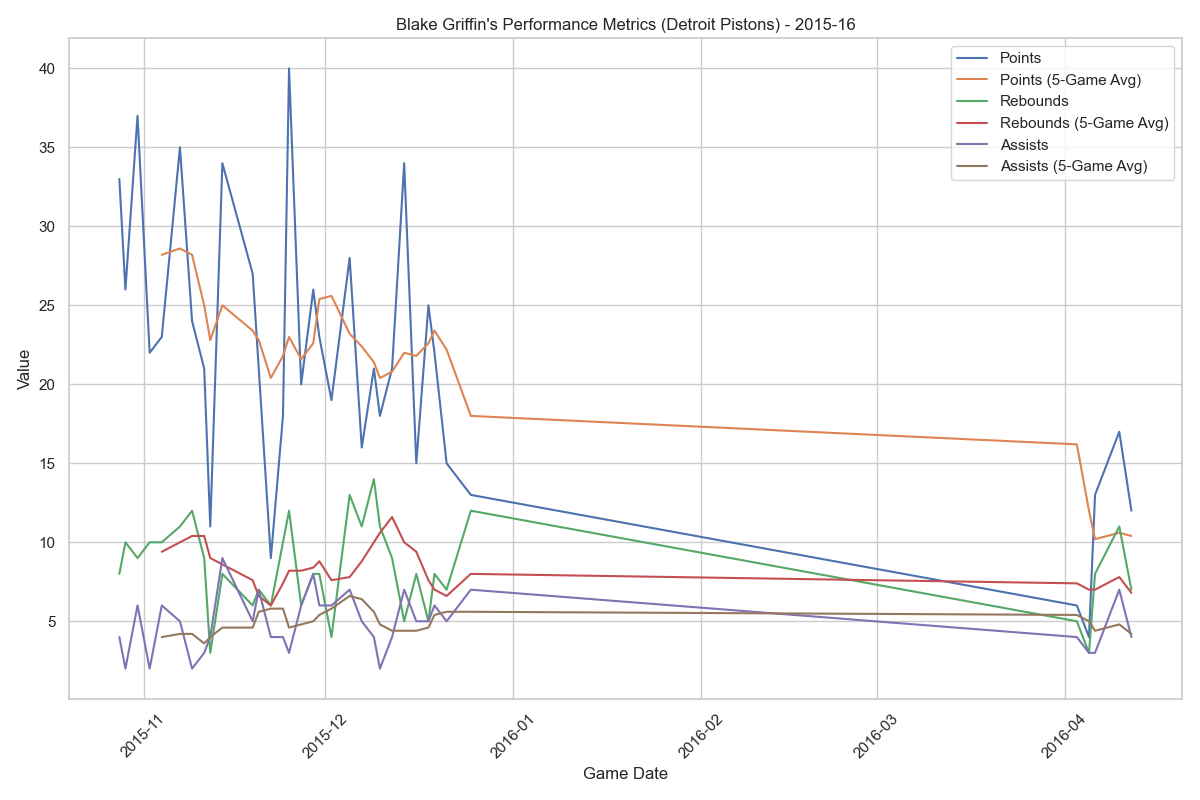 Blake Griffin's Performance Metrics (Detroit Pistons) - 2015-16
Points
Points (5-Game Avg)
Rebounds
Rebounds (5-Game Avg)
Assists
Assists (5-Game Avg)
Value
40
35
30
25
20
15
10
5
2015-11
2015-12
2016-01
2016-02
2016-03
2016-04
Game Date